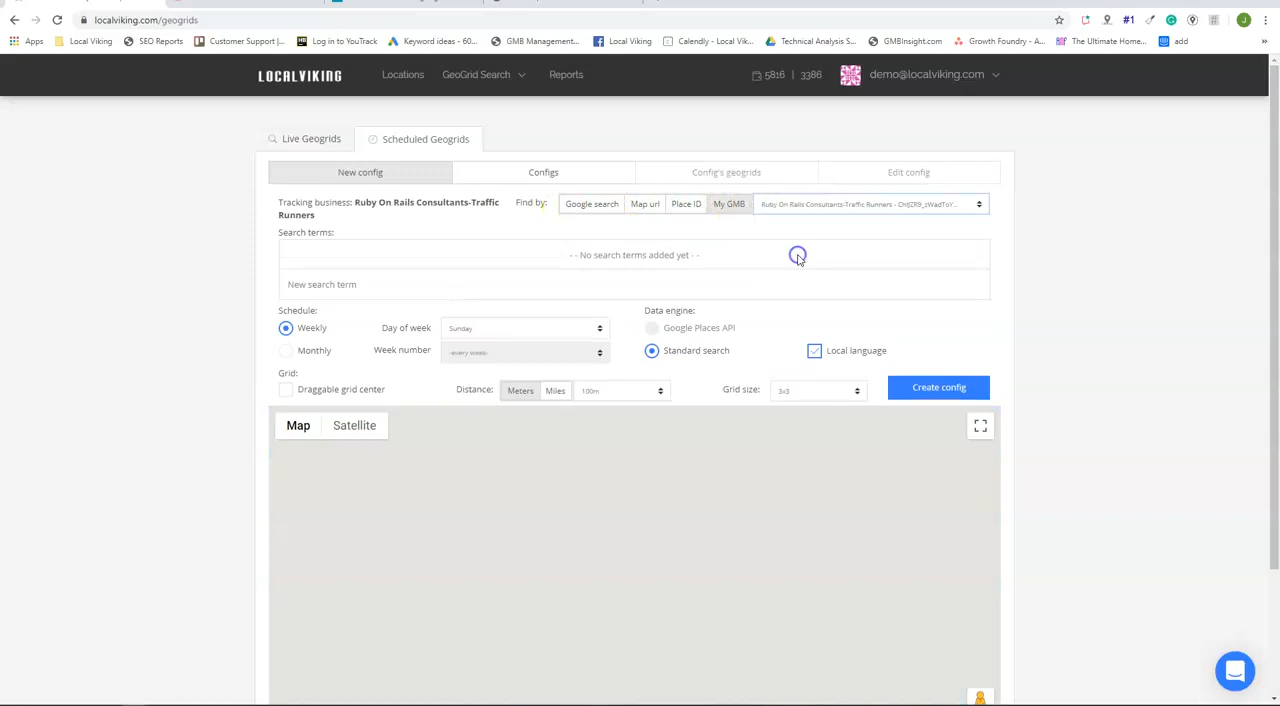 localviking.com/geogrids
Apps Local Viking SEO Reports Customer Support |... Log in to YouTrack Keyword ideas - 60... GMB Management... Local Viking Calendly - Local Vik... Technical Analysis S... GMBInsight.com Growth Foundry - A... The Ultimate Home... add »
LOCALVIKING Locations GeoGrid Search Reports 5816 | 3386 demo@localviking.com
Live Geogrids Scheduled Geogrids
New config Configs Config's geogrids Edit config
Tracking business: Ruby On Rails Consultants-Traffic Runners Find by: Google search Map url Place ID My GMB
Search terms:
- - No search terms added yet - -
New search term
Schedule: Data engine:
Weekly Day of week Sunday Google Places API
Monthly Week number -every week- Standard search Local language
Grid:
Draggable grid center Distance: Meters Miles 100m Grid size: 3x3 Create config
Map Satellite